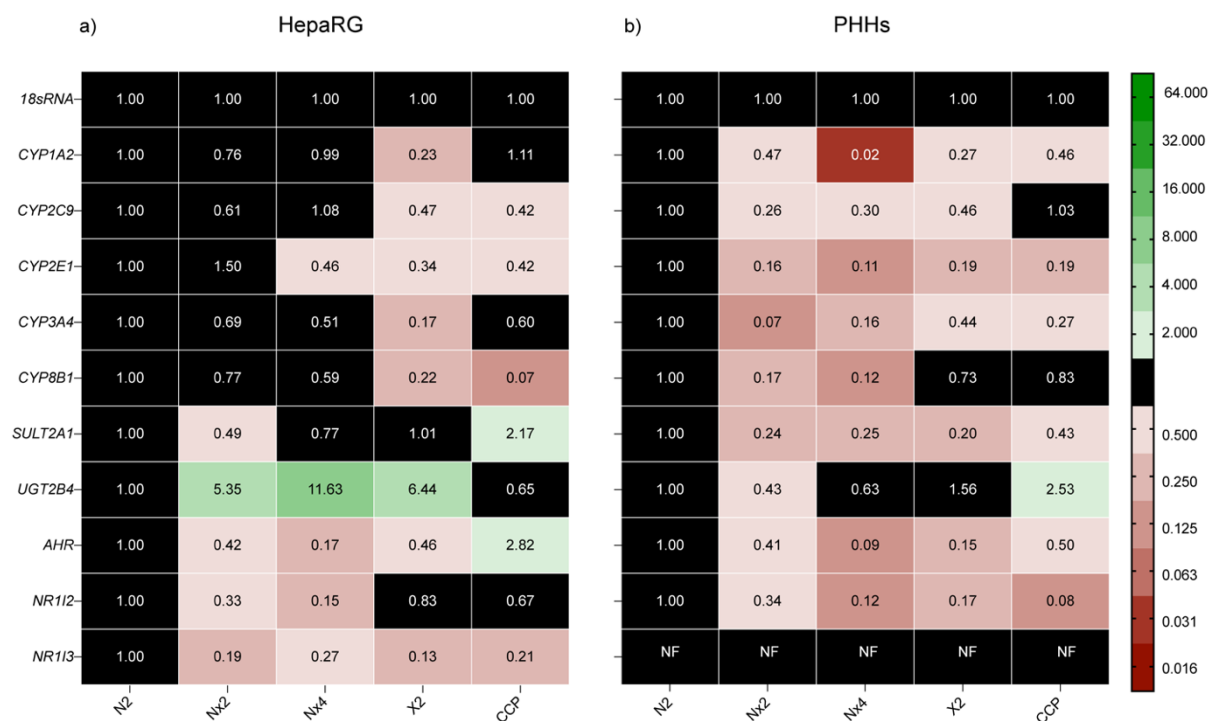 a) HepaRG b) PHHs
18sRNA 1.00 1.00 1.00 1.00 1.00 1.00 1.00 1.00 1.00 1.00 64.000
CYP1A2 1.00 0.76 0.99 0.23 1.11 1.00 0.47 0.02 0.27 0.46 32.000
CYP2C9 1.00 0.61 1.08 0.47 0.42 1.00 0.26 0.30 0.46 1.03 16.000
CYP2E1 1.00 1.50 0.46 0.34 0.42 1.00 0.16 0.11 0.19 0.19 8.000
4.000
CYP3A4 1.00 0.69 0.51 0.17 0.60 1.00 0.07 0.16 0.44 0.27 2.000
CYP8B1 1.00 0.77 0.59 0.22 0.07 1.00 0.17 0.12 0.73 0.83
SULT2A1 1.00 0.49 0.77 1.01 2.17 1.00 0.24 0.25 0.20 0.43 0.500
UGT2B4 1.00 5.35 11.63 6.44 0.65 1.00 0.43 0.63 1.56 2.53 0.250
AHR 1.00 0.42 0.17 0.46 2.82 1.00 0.41 0.09 0.15 0.50 0.125
0.063
NR1I2 1.00 0.33 0.15 0.83 0.67 1.00 0.34 0.12 0.17 0.08 0.031
NR1I3 1.00 0.19 0.27 0.13 0.21 NF NF NF NF NF 0.016
N2 Nx2 Nx4 X2 CCP N2 Nx2 Nx4 X2 CCP